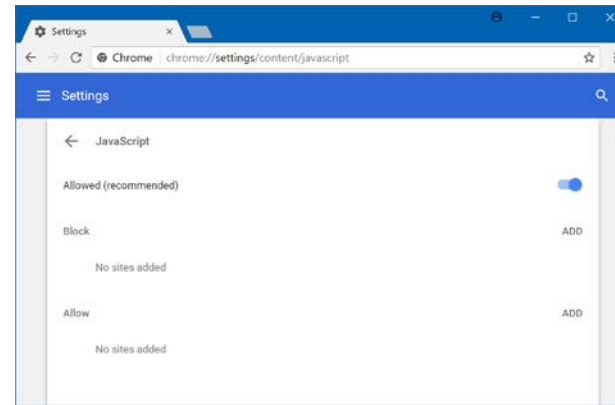 Settings
Chrome chrome://settings/content/javascript
Settings
JavaScript
Allowed (recommended)
Block ADD
No sites added
Allow ADD
No sites added